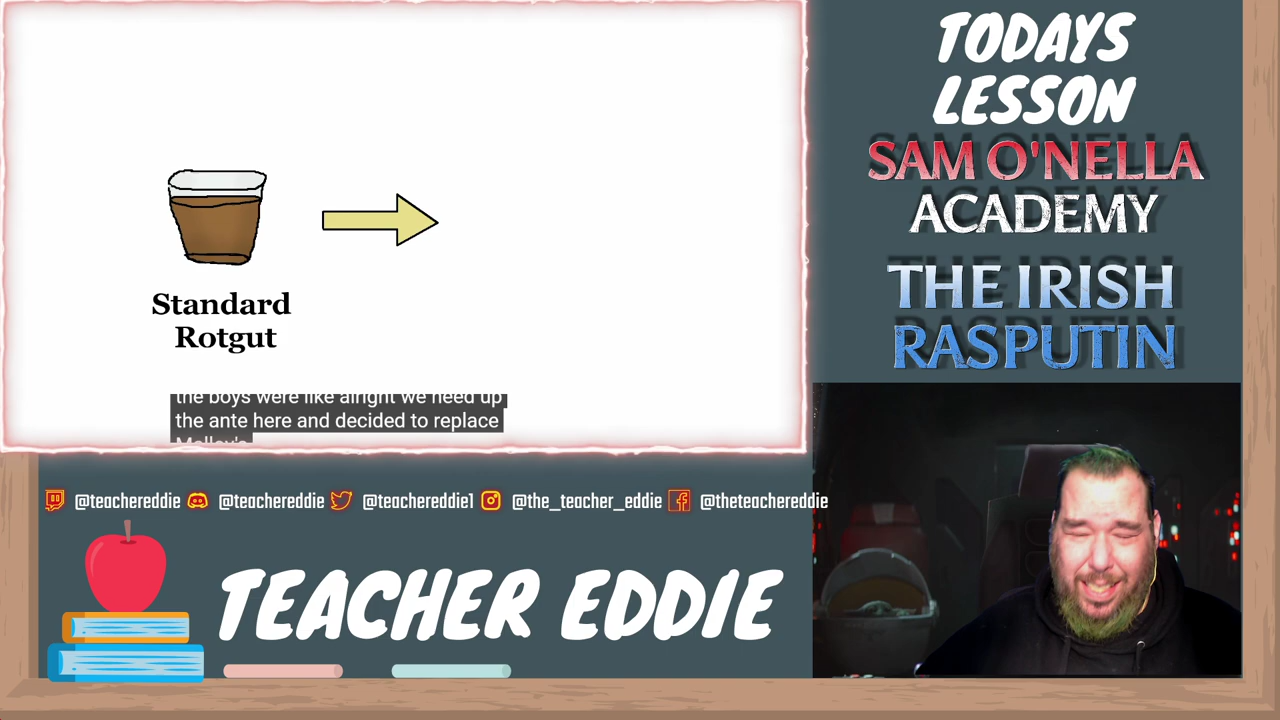 TODAYS
LESSON
SAM O'NELLA
ACADEMY
THE IRISH
RASPUTIN
Standard
Rotgut
the boys were like alright we need up
the ante here and decided to replace
Malloy's
@teachereddie @teachereddie @teachereddie1 @the_teacher_eddie @theteachereddie
TEACHER EDDIE